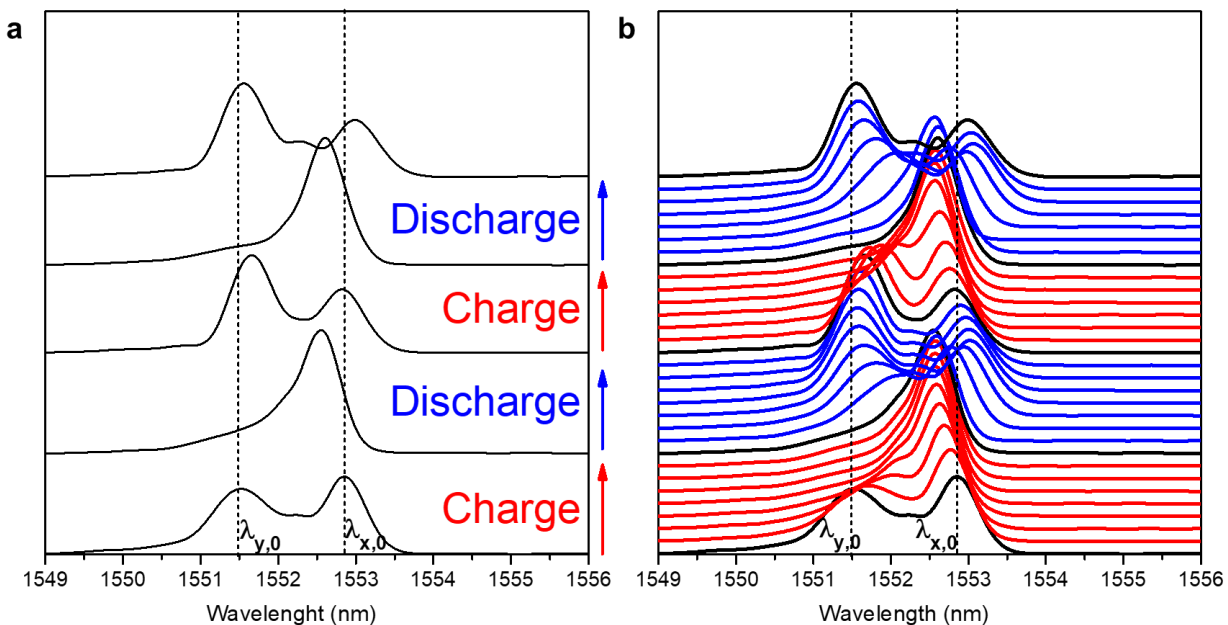 a
b
Discharge
Charge
Discharge
Charge
λy,0
λx,0
λy,0
λx,0
1549 1550 1551 1552 1553 1554 1555 1556
1549 1550 1551 1552 1553 1554 1555 1556
Wavelenght (nm)
Wavelength (nm)